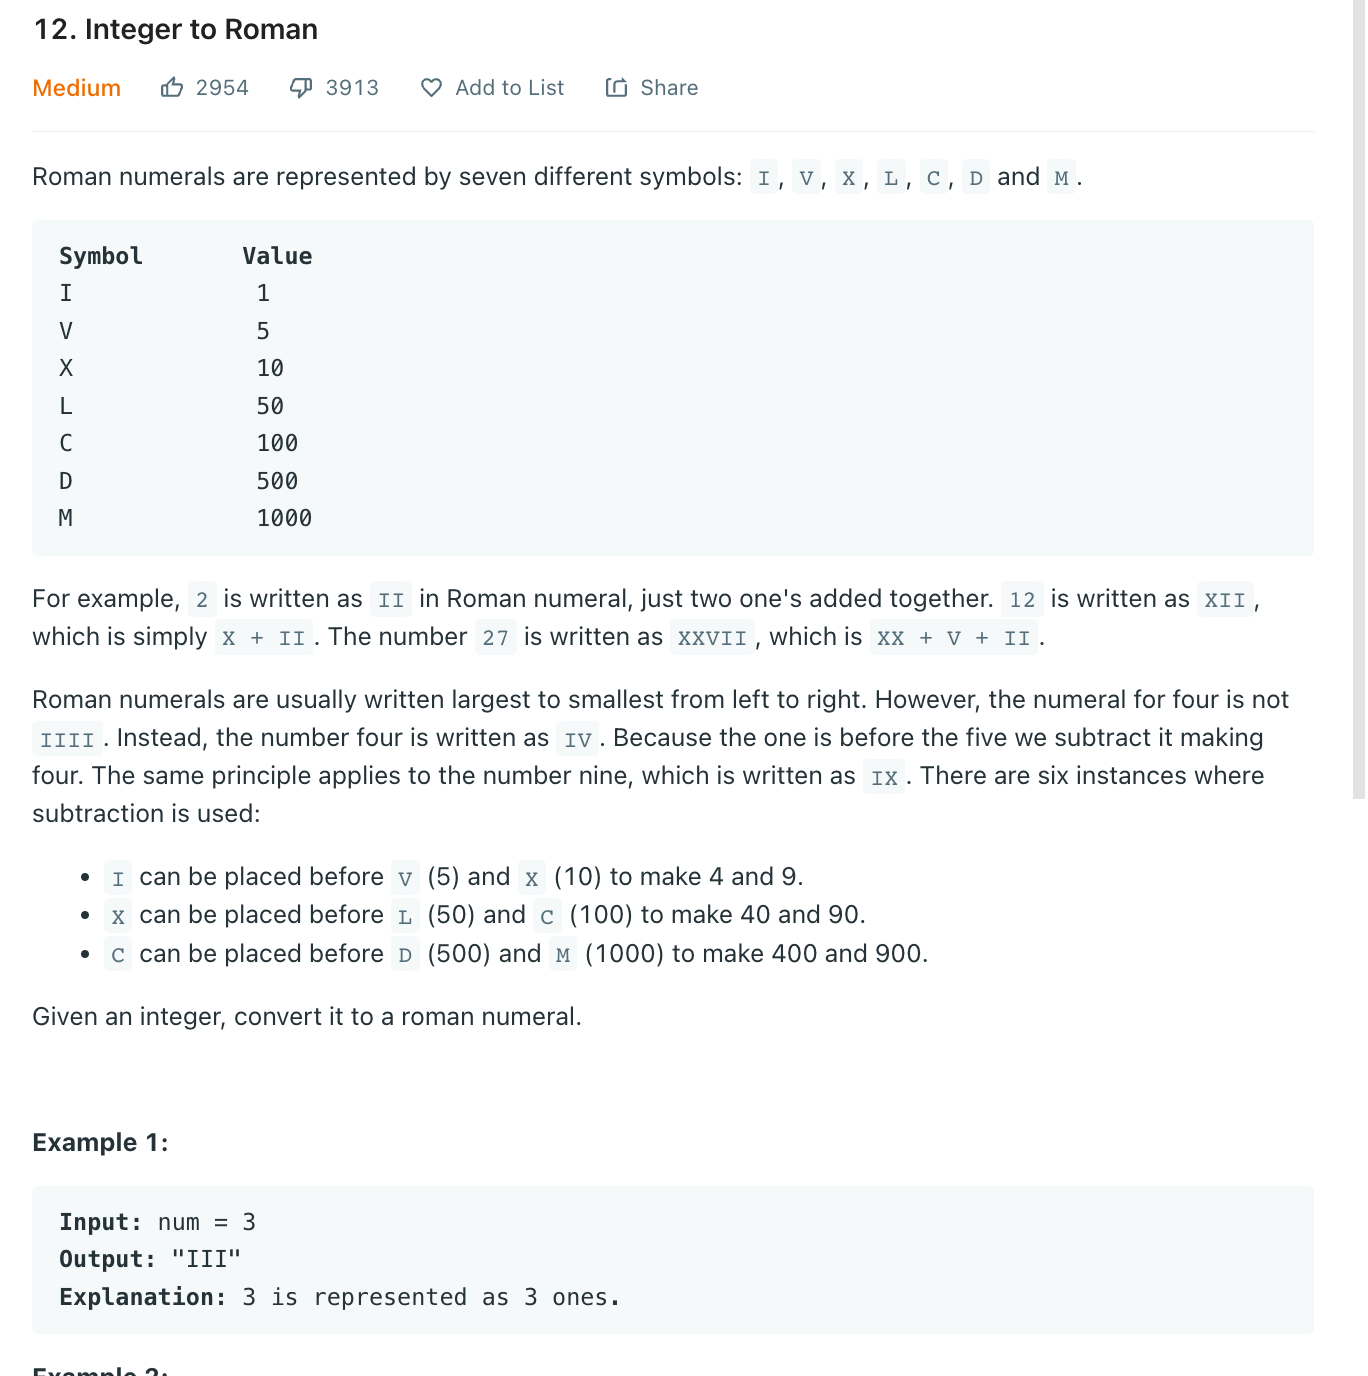 12. Integer to Roman
Medium 2954 3913 Add to List Share
Roman numerals are represented by seven different symbols: I, V, X, L, C, D and M.
Symbol Value
I 1
V 5
X 10
L 50
C 100
D 500
M 1000
For example, 2 is written as II in Roman numeral, just two one's added together. 12 is written as XII,
which is simply X + II. The number 27 is written as XXVII, which is XX + V + II.
Roman numerals are usually written largest to smallest from left to right. However, the numeral for four is not
IIII. Instead, the number four is written as IV. Because the one is before the five we subtract it making
four. The same principle applies to the number nine, which is written as IX. There are six instances where
subtraction is used:
• I can be placed before V (5) and X (10) to make 4 and 9.
• X can be placed before L (50) and C (100) to make 40 and 90.
• C can be placed before D (500) and M (1000) to make 400 and 900.
Given an integer, convert it to a roman numeral.
Example 1:
Input: num = 3
Output: "III"
Explanation: 3 is represented as 3 ones.
Example 2: